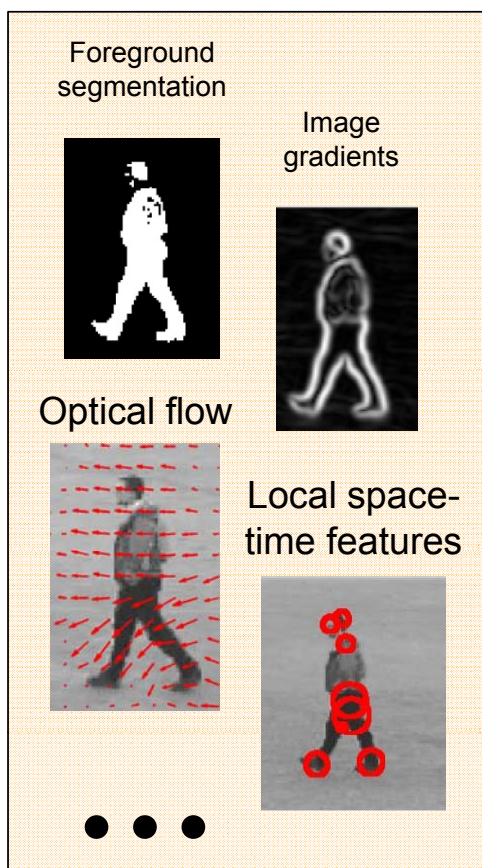 Foreground
segmentation
Image
gradients
Optical flow
Local space-
time features